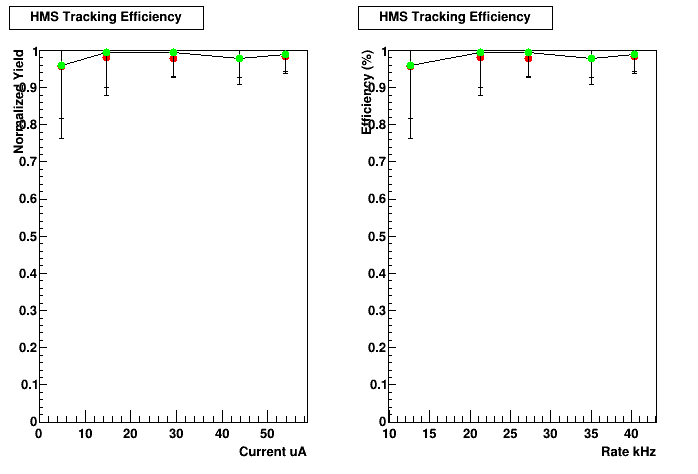 HMS Tracking Efficiency
Normalized Yield
1
0.9
0.8
0.7
0.6
0.5
0.4
0.3
0.2
0.1
0
0 10 20 30 40 50
Current uA
HMS Tracking Efficiency
Efficiency (%)
1
0.9
0.8
0.7
0.6
0.5
0.4
0.3
0.2
0.1
0
10 15 20 25 30 35 40
Rate kHz